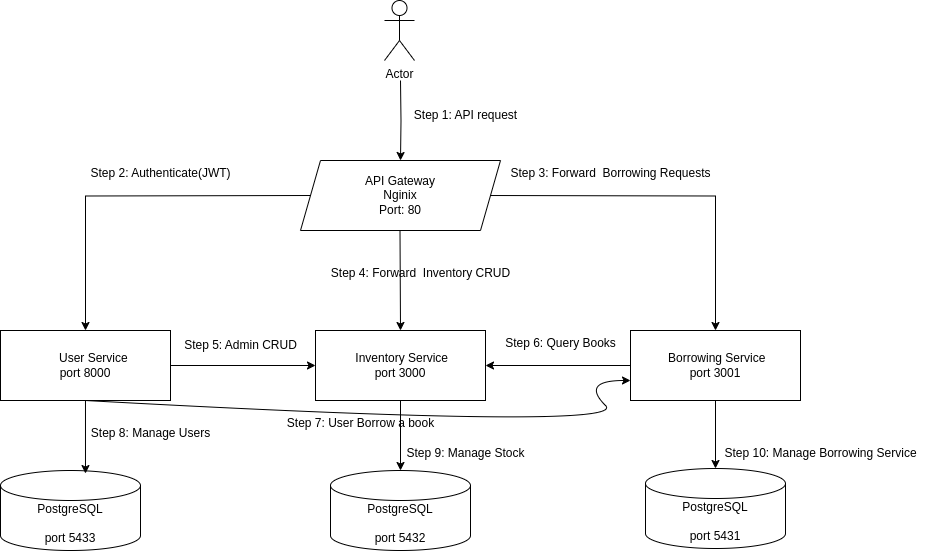 Actor
Step 1: API request
Step 2: Authenticate(JWT)
API Gateway
Nginix
Port: 80
Step 3: Forward  Borrowing Requests
Step 4: Forward  Inventory CRUD
User Service
port 8000
Step 5: Admin CRUD
Inventory Service
port 3000
Step 6: Query Books
Borrowing Service
port 3001
Step 7: User Borrow a book
Step 8: Manage Users
Step 9: Manage Stock
Step 10: Manage Borrowing Service
PostgreSQL
port 5433
PostgreSQL
port 5432
PostgreSQL
port 5431